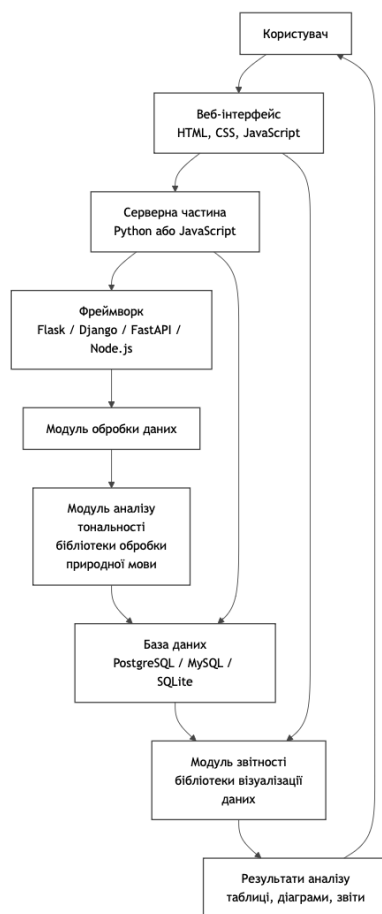 Користувач
Веб-інтерфейс
HTML, CSS, JavaScript
Серверна частина
Python або JavaScript
Фреймворк
Flask / Django / FastAPI /
Node.js
Модуль обробки даних
Модуль аналізу
тональності
бібліотеки обробки
природної мови
База даних
PostgreSQL / MySQL /
SQLite
Модуль звітності
бібліотеки візуалізації
даних
Результати аналізу
таблиці, діаграми, звіти